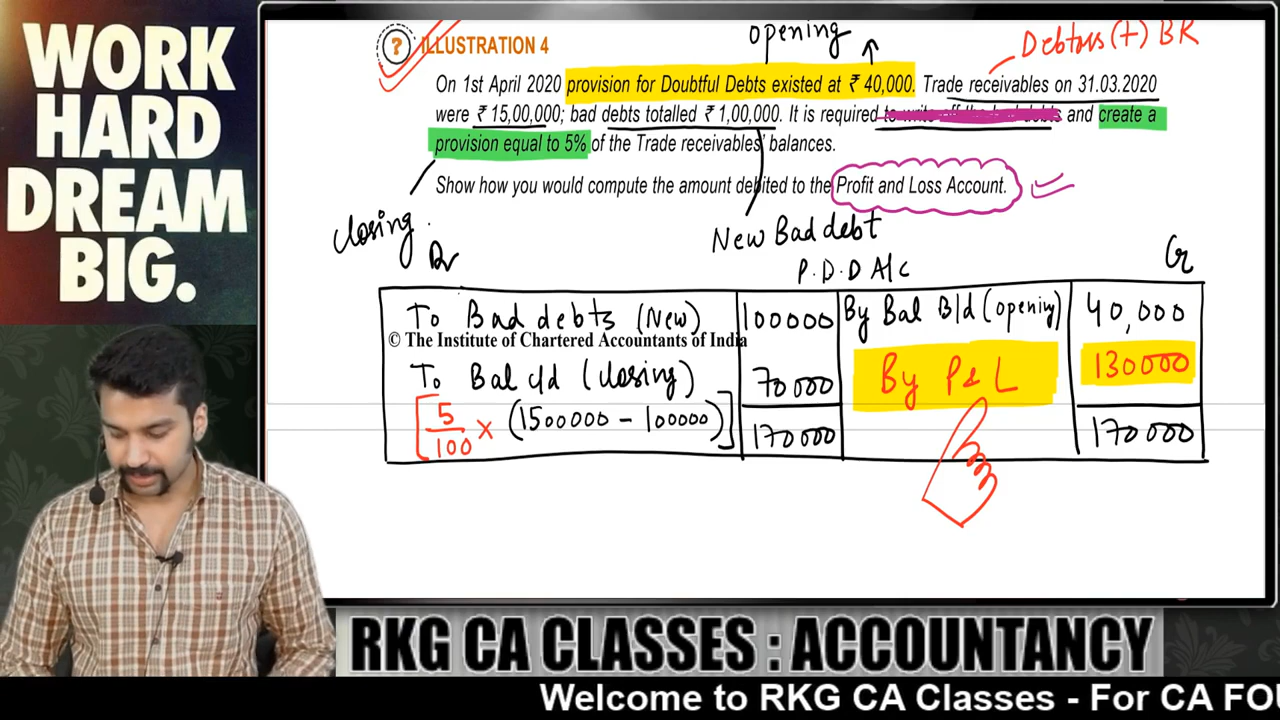 WORK
HARD
DREAM
BIG.
opening
Debtors (+) BR
? ILLUSTRATION 4
On 1st April 2020 provision for Doubtful Debts existed at ₹ 40,000. Trade receivables on 31.03.2020
were ₹ 15,00,000; bad debts totalled ₹ 1,00,000. It is required to write off the bad debts and create a
provision equal to 5% of the Trade receivables' balances.
Show how you would compute the amount debited to the Profit and Loss Account.
closing.
New Bad debt
Dr
P.D.D A/c
Cr
To Bad debts (New) 100000 By Bal B/d (opening) 40,000
© The Institute of Chartered Accountants of India
To Bal c/d (closing) 70000 By P & L 130000
[5/100 × (1500000 - 100000)] 170000 170000
RKG CA CLASSES : ACCOUNTANCY
Welcome to RKG CA Classes - For CA FOU